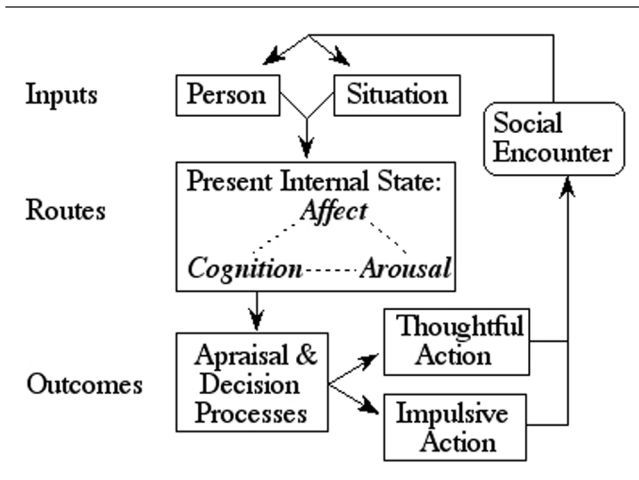 Inputs
Person
Situation
Social
Encounter
Routes
Present Internal State:
Affect
Cognition
Arousal
Outcomes
Apraisal &
Decision
Processes
Thoughtful
Action
Impulsive
Action